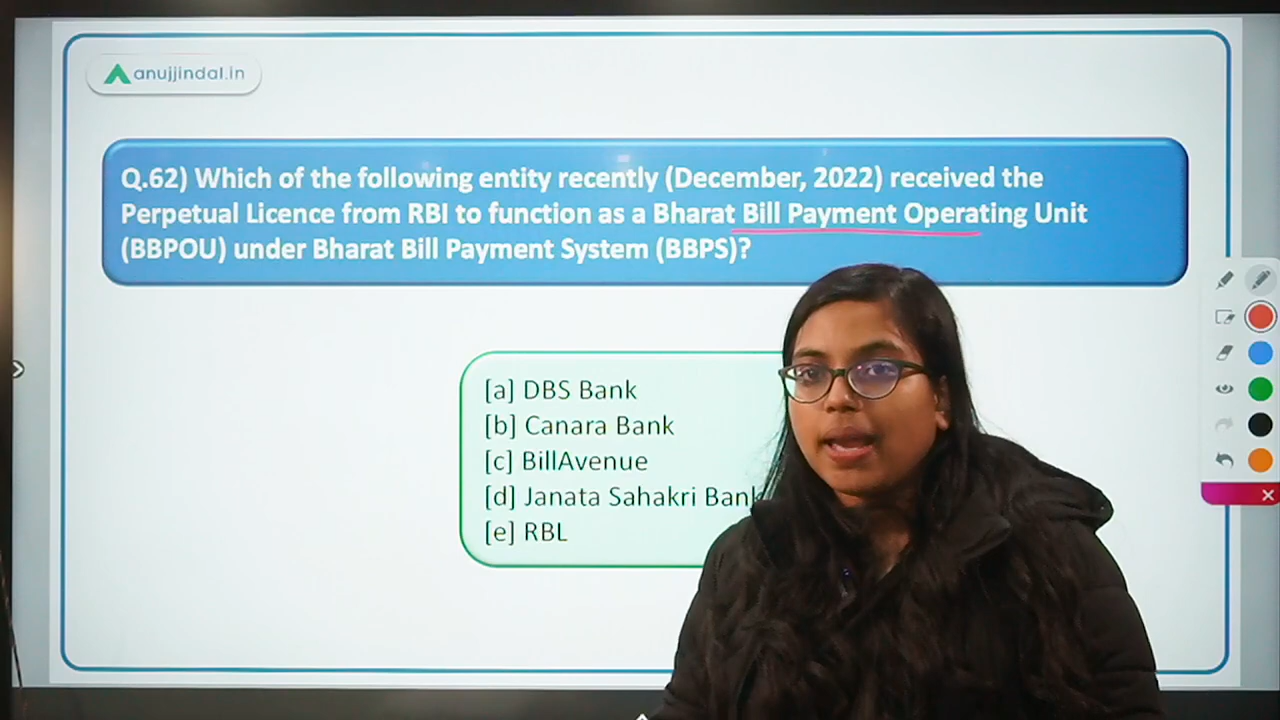 anujjindal.in
Q.62) Which of the following entity recently (December, 2022) received the
Perpetual Licence from RBI to function as a Bharat Bill Payment Operating Unit
(BBPOU) under Bharat Bill Payment System (BBPS)?
[a] DBS Bank
[b] Canara Bank
[c] BillAvenue
[d] Janata Sahakri Bank
[e] RBL